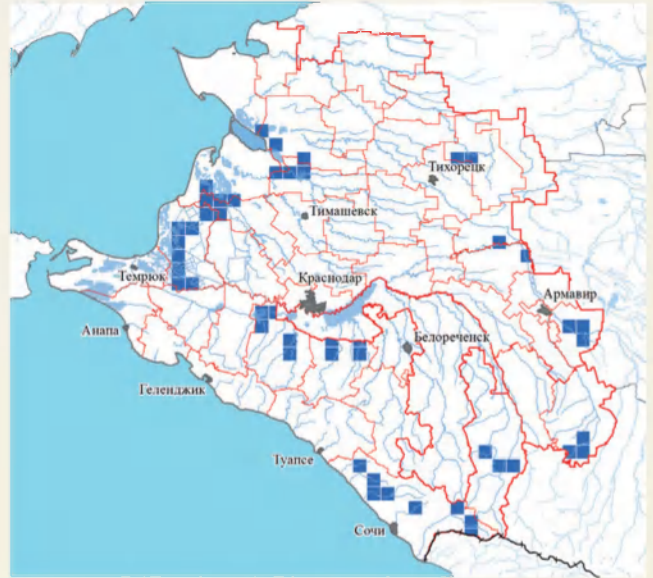 Тихорецк
Тимашевск
Темрюк
Краснодар
Армавир
Анапа
Белореченск
Геленджик
Туапсе
Сочи